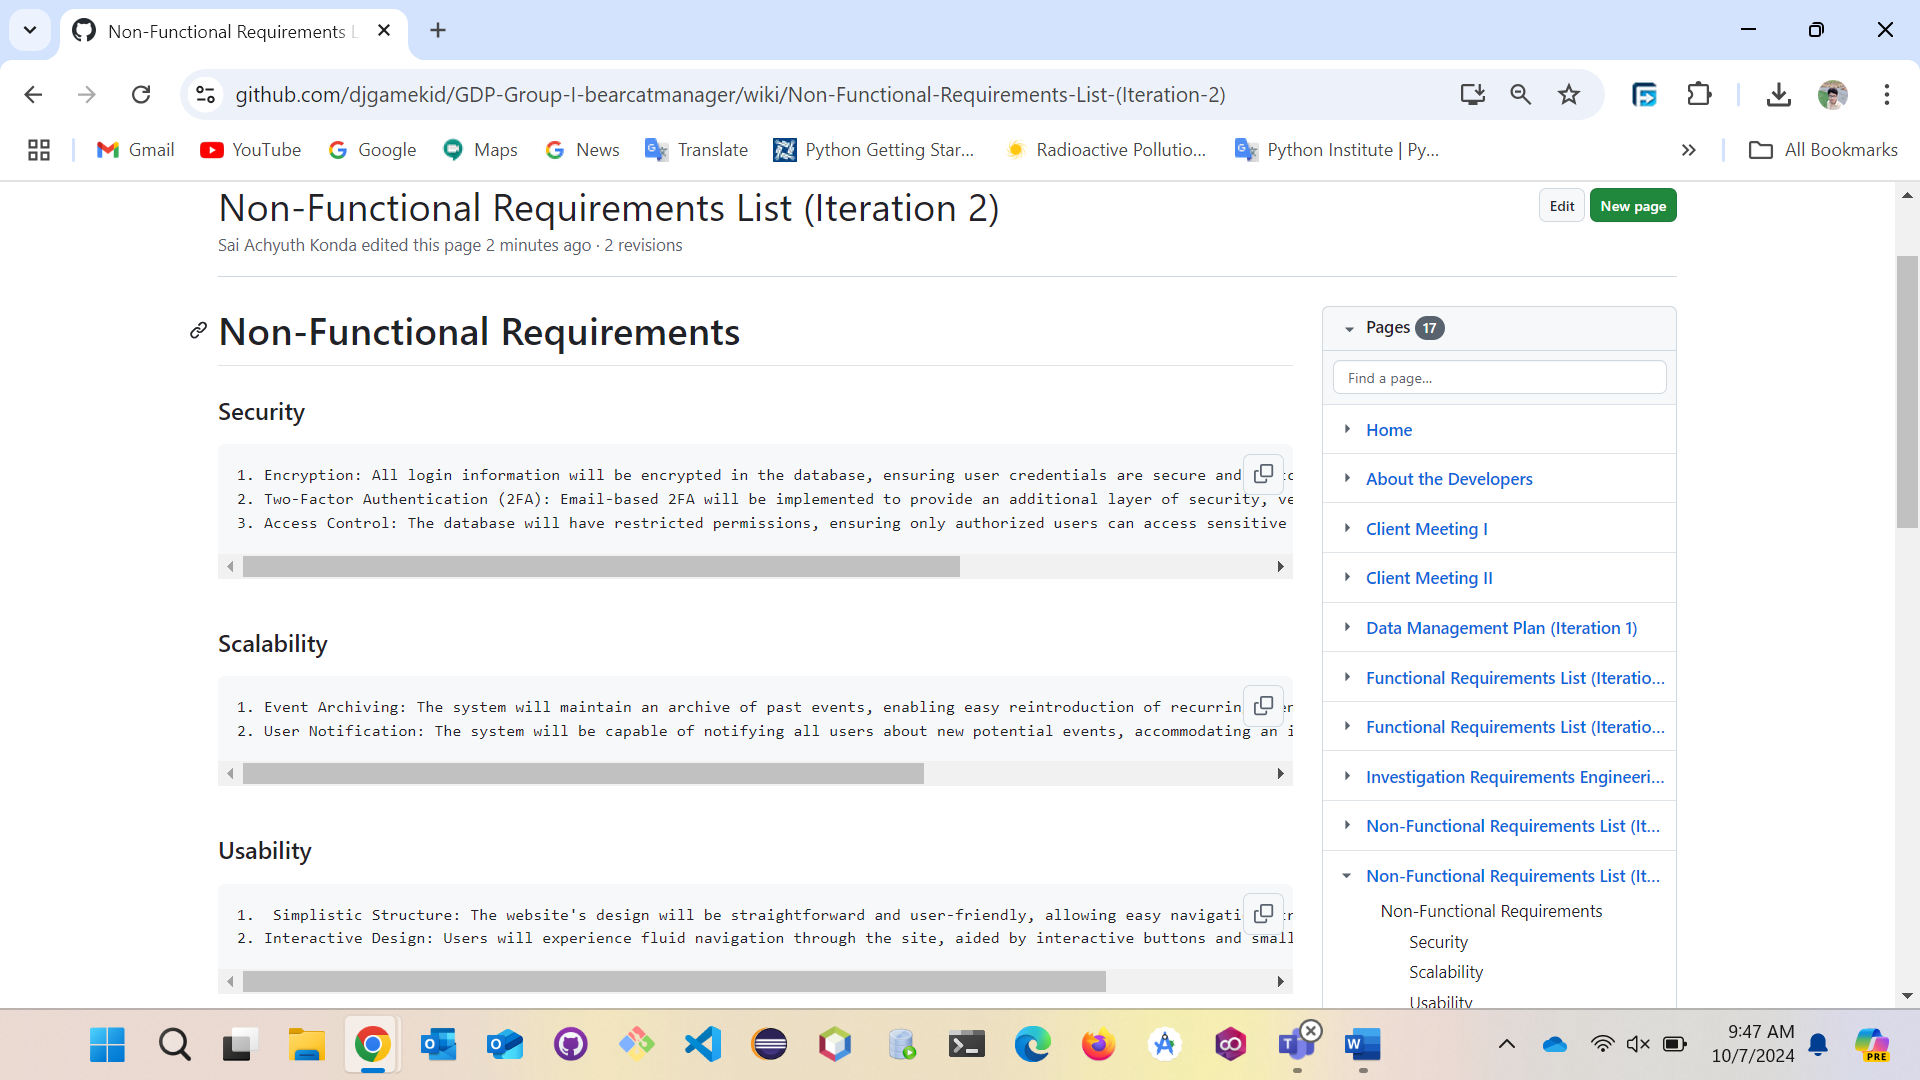 Non-Functional Requirements L
github.com/djgamekid/GDP-Group-I-bearcatmanager/wiki/Non-Functional-Requirements-List-(Iteration-2)
Gmail YouTube Google Maps News Translate Python Getting Star... Radioactive Pollutio... Python Institute | Py... All Bookmarks
Non-Functional Requirements List (Iteration 2)
Edit New page
Sai Achyuth Konda edited this page 2 minutes ago · 2 revisions
Non-Functional Requirements
Security
1. Encryption: All login information will be encrypted in the database, ensuring user credentials are secure and
2. Two-Factor Authentication (2FA): Email-based 2FA will be implemented to provide an additional layer of security, ve
3. Access Control: The database will have restricted permissions, ensuring only authorized users can access sensitive
Scalability
1. Event Archiving: The system will maintain an archive of past events, enabling easy reintroduction of recurrin
2. User Notification: The system will be capable of notifying all users about new potential events, accommodating an i
Usability
1.  Simplistic Structure: The website's design will be straightforward and user-friendly, allowing easy navigati
2. Interactive Design: Users will experience fluid navigation through the site, aided by interactive buttons and small
Pages 17
Find a page...
Home
About the Developers
Client Meeting I
Client Meeting II
Data Management Plan (Iteration 1)
Functional Requirements List (Iteratio...
Functional Requirements List (Iteratio...
Investigation Requirements Engineeri...
Non-Functional Requirements List (It...
Non-Functional Requirements List (It...
Non-Functional Requirements
Security
Scalability
Usability
9:47 AM
10/7/2024
PRE